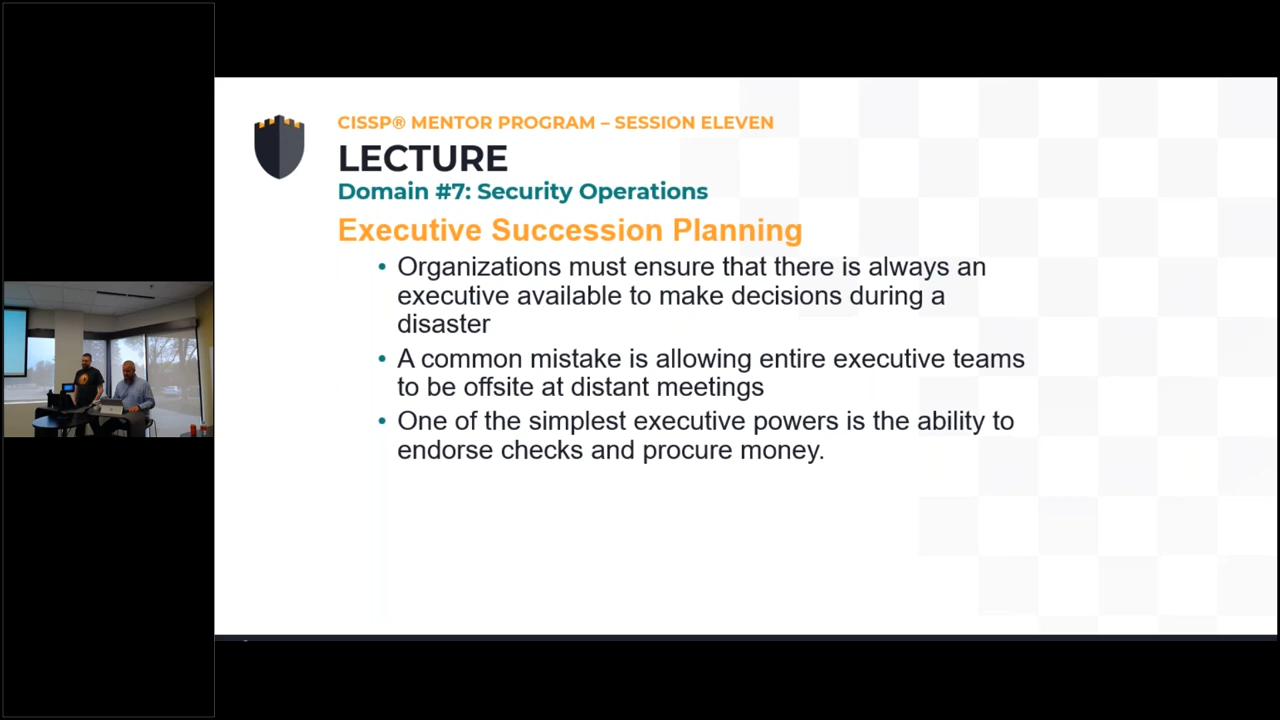 CISSP® MENTOR PROGRAM – SESSION ELEVEN
LECTURE
Domain #7: Security Operations
Executive Succession Planning
• Organizations must ensure that there is always an
executive available to make decisions during a
disaster
• A common mistake is allowing entire executive teams
to be offsite at distant meetings
• One of the simplest executive powers is the ability to
endorse checks and procure money.